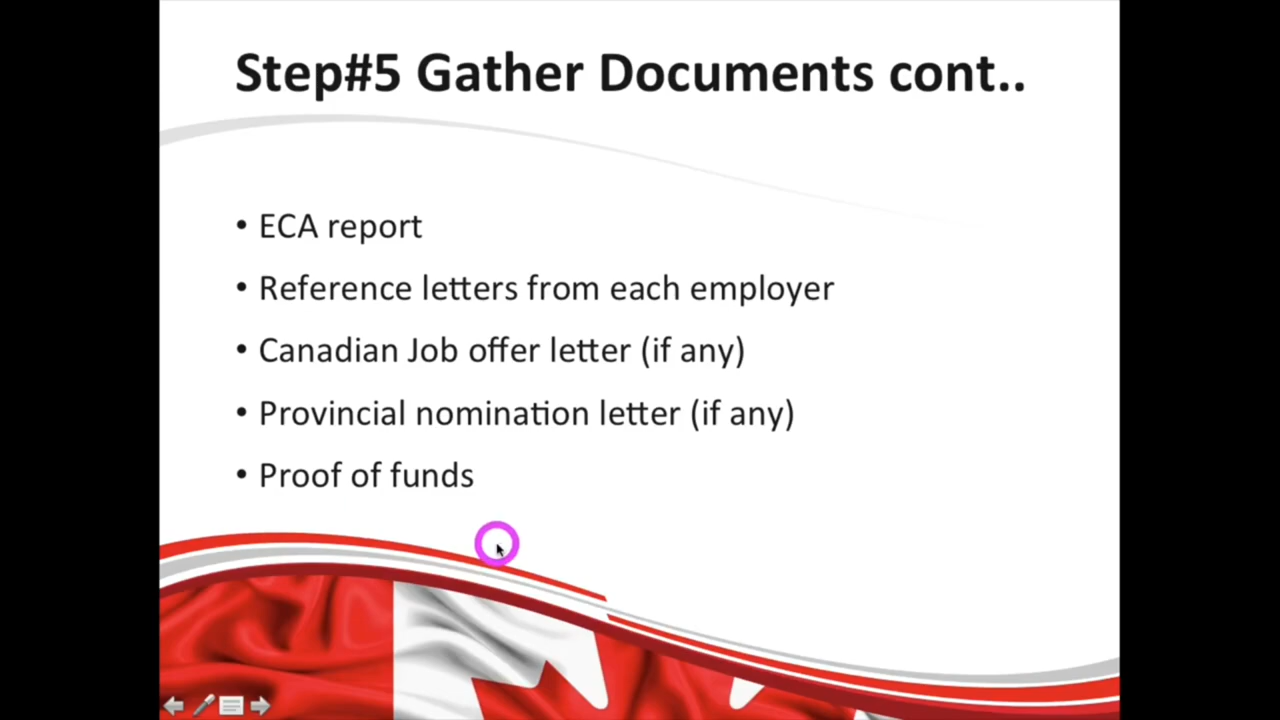 Step#5 Gather Documents cont..
• ECA report
• Reference letters from each employer
• Canadian Job offer letter (if any)
• Provincial nomination letter (if any)
• Proof of funds